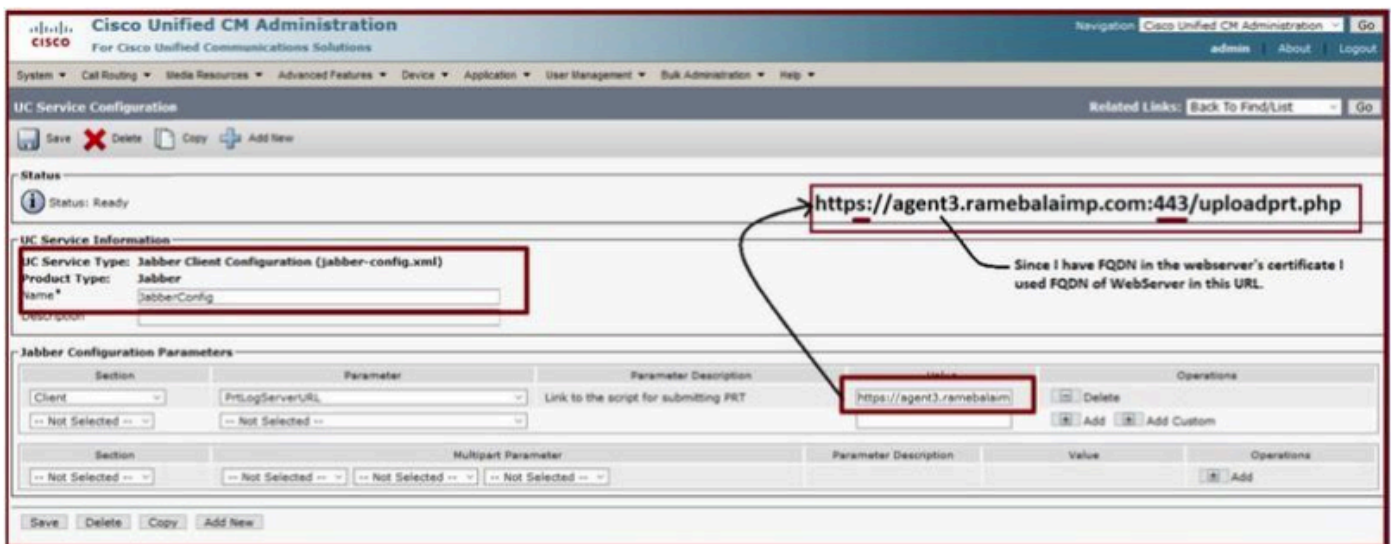 Cisco Unified CM Administration
CISCO
For Cisco Unified Communications Solutions
Navigation Cisco Unified CM Administration Go
admin About Logout
System Call Routing Media Resources Advanced Features Device Application User Management Bulk Administration Help
UC Service Configuration
Related Links: Back To Find/List Go
Save Delete Copy Add New
Status
Status: Ready
https://agent3.ramebalaimp.com:443/uploadprt.php
Since I have FQDN in the webserver's certificate I
used FQDN of WebServer in this URL.
UC Service Information
UC Service Type: Jabber Client Configuration (jabber-config.xml)
Product Type: Jabber
Name* JabberConfig
Description
Jabber Configuration Parameters
Section Parameter Parameter Description Value Operations
Client PrtLogServerURL Link to the script for submitting PRT https://agent3.ramebalaim Delete
-- Not Selected -- -- Not Selected -- Add Add Custom
Section Multipart Parameter Parameter Description Value Operations
-- Not Selected -- -- Not Selected -- -- Not Selected -- -- Not Selected -- Add
Save Delete Copy Add New